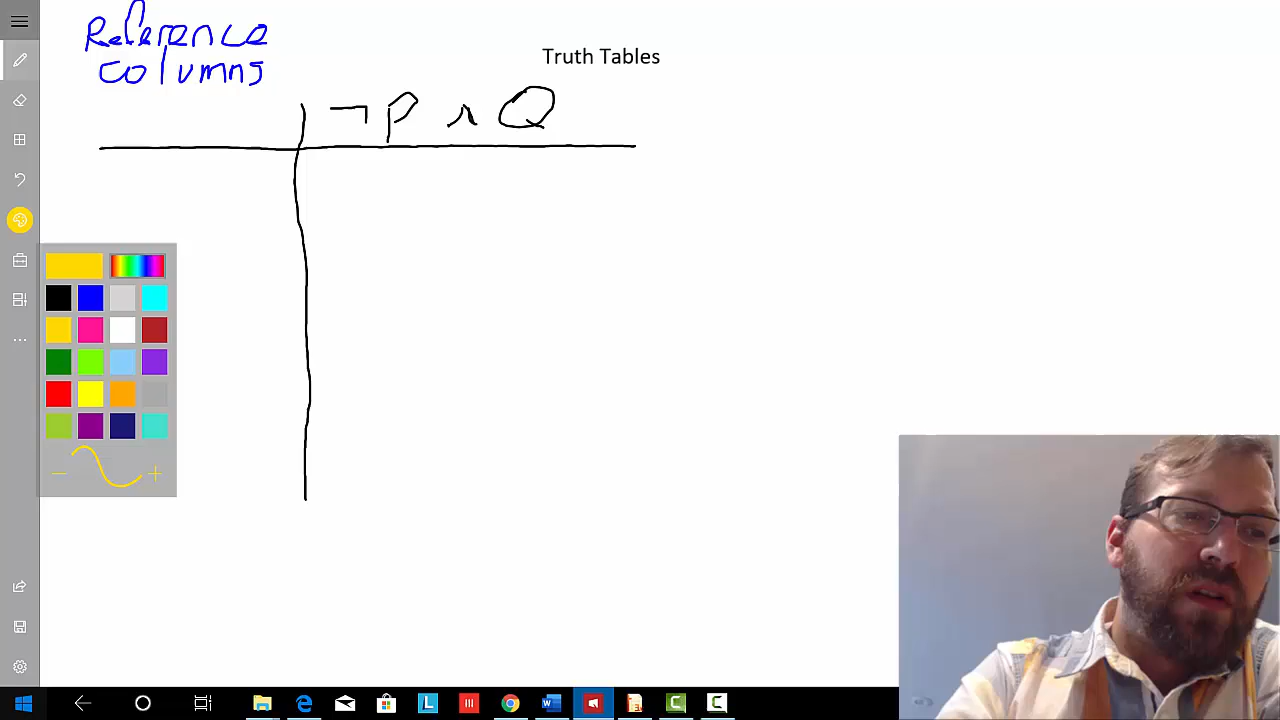 Reference
Truth Tables
columns
¬ P ∧ Q